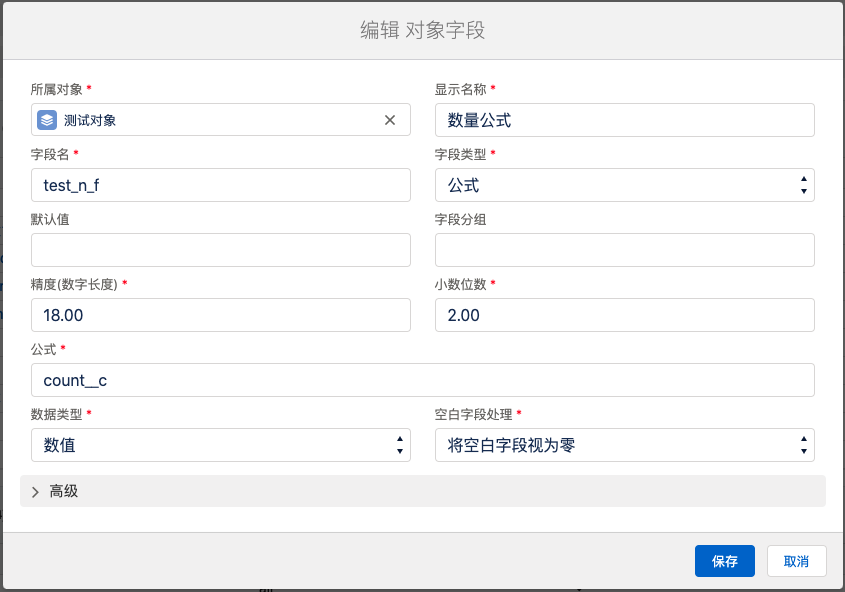 编辑 对象字段
所属对象 *
显示名称 *
测试对象
数量公式
字段名 *
字段类型 *
test_n_f
公式
默认值
字段分组
精度(数字长度) *
小数位数 *
18.00
2.00
公式 *
count__c
数据类型 *
空白字段处理 *
数值
将空白字段视为零
高级
保存
取消